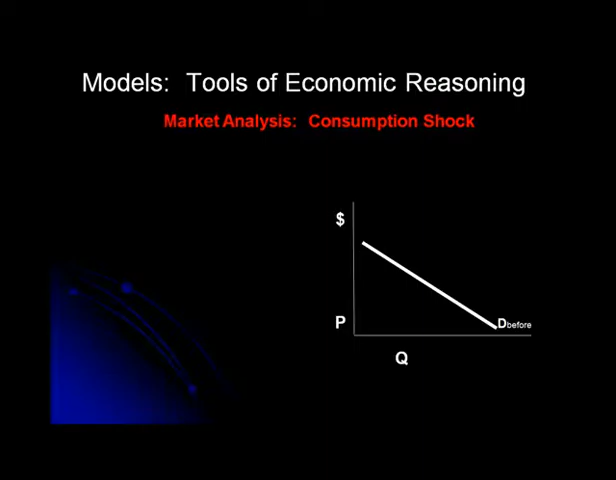 Models: Tools of Economic Reasoning
Market Analysis: Consumption Shock
$
P
Dbefore
Q